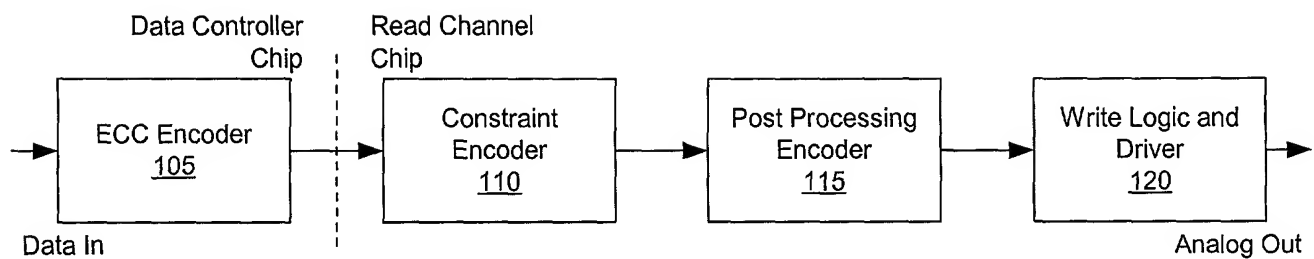 Data Controller
Chip
Read Channel
Chip
ECC Encoder
105
Constraint
Encoder
110
Post Processing
Encoder
115
Write Logic and
Driver
120
Data In
Analog Out